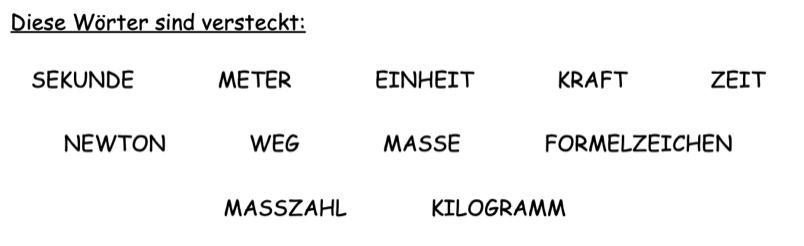 Diese Wörter sind versteckt:
SEKUNDE METER EINHEIT KRAFT ZEIT
NEWTON WEG MASSE FORMELZEICHEN
MASSZAHL KILOGRAMM